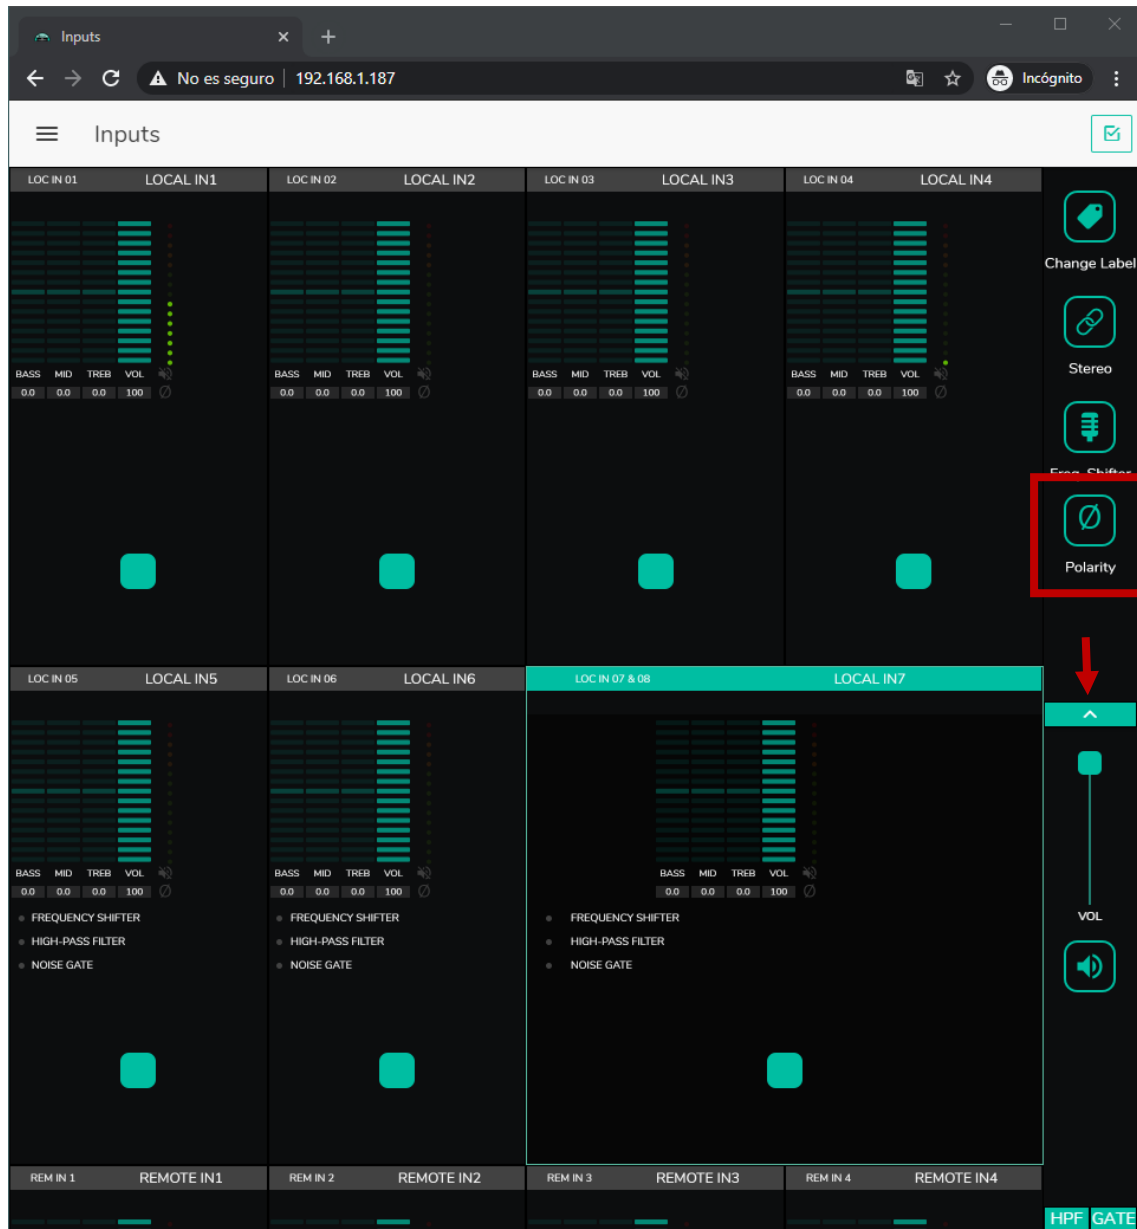 Inputs
No es seguro | 192.168.1.187
Incógnito
Inputs
LOC IN 01 LOCAL IN1 LOC IN 02 LOCAL IN2 LOC IN 03 LOCAL IN3 LOC IN 04 LOCAL IN4
Change Label
Stereo
BASS MID TREB VOL BASS MID TREB VOL BASS MID TREB VOL BASS MID TREB VOL
0.0 0.0 0.0 100 Ø 0.0 0.0 0.0 100 Ø 0.0 0.0 0.0 100 Ø 0.0 0.0 0.0 100 Ø
Freq. Shifter
Ø
Polarity
LOC IN 05 LOCAL IN5 LOC IN 06 LOCAL IN6 LOC IN 07 & 08 LOCAL IN7
BASS MID TREB VOL BASS MID TREB VOL BASS MID TREB VOL
0.0 0.0 0.0 100 Ø 0.0 0.0 0.0 100 Ø 0.0 0.0 0.0 100 Ø
FREQUENCY SHIFTER FREQUENCY SHIFTER FREQUENCY SHIFTER
HIGH-PASS FILTER HIGH-PASS FILTER HIGH-PASS FILTER
NOISE GATE NOISE GATE NOISE GATE
VOL
REM IN 1 REMOTE IN1 REM IN 2 REMOTE IN2 REM IN 3 REMOTE IN3 REM IN 4 REMOTE IN4
HPF GATE